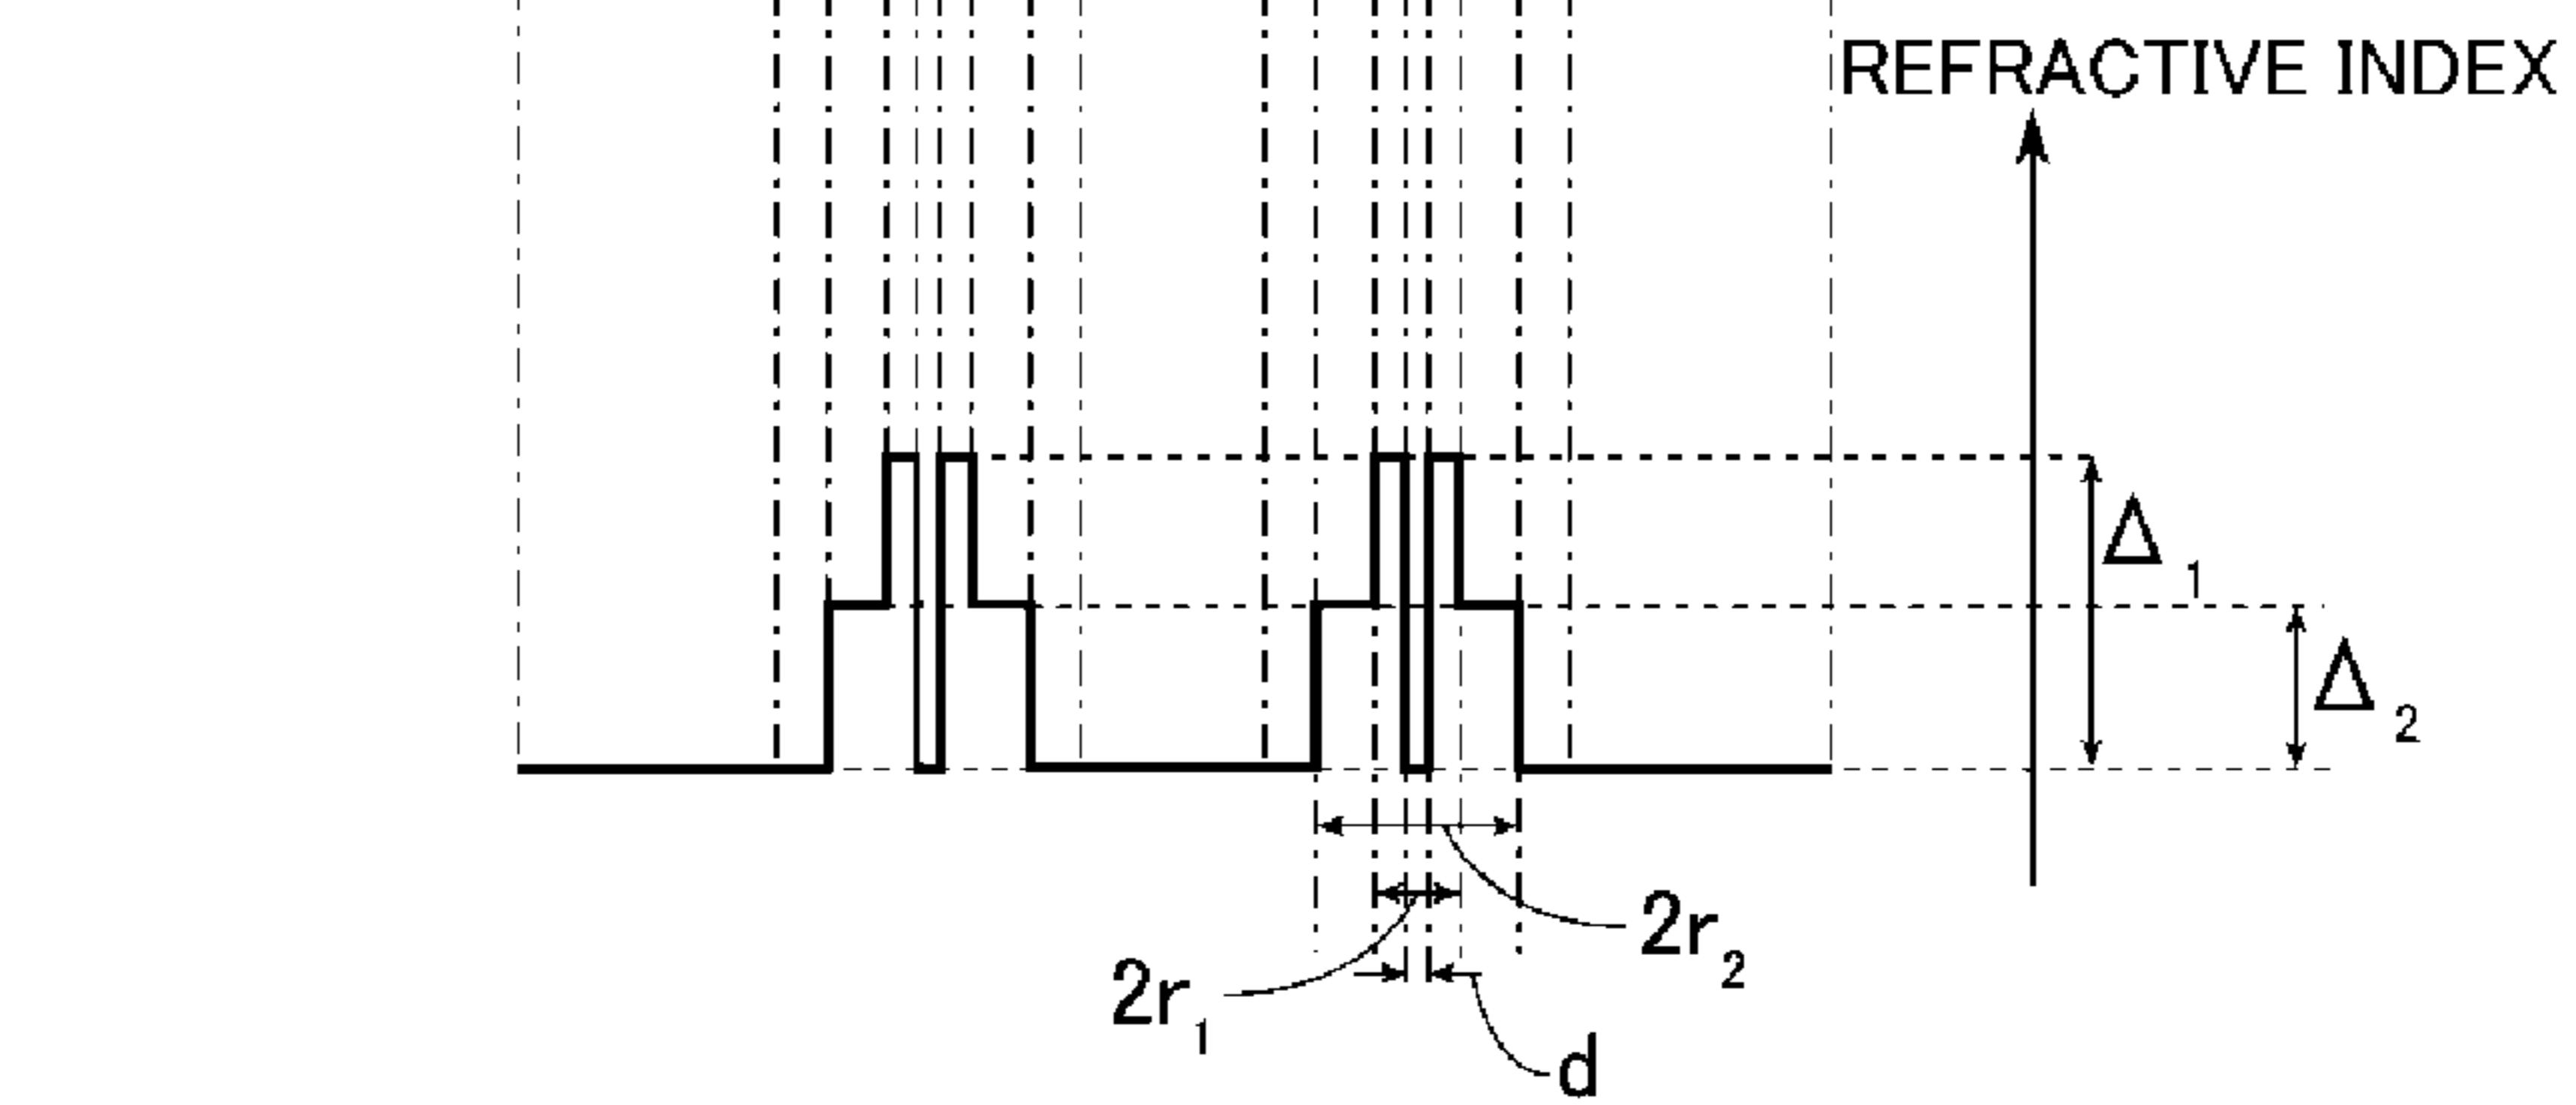 REFRACTIVE INDEX
Δ1
Δ2
2r2
2r1
d